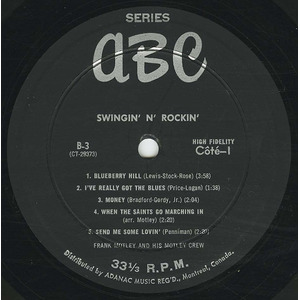 SERIES
ABC
SWINGIN' N' ROCKIN'
B-3
(CT-29373)
HIGH FIDELITY
Côté-1
1. BLUEBERRY HILL (Lewis-Stock-Rose) (3:58)
2. I'VE REALLY GOT THE BLUES (Price-Logan) (1:38)
3. MONEY (Bradford-Gordy, Jr.) (2:04)
4. WHEN THE SAINTS GO MARCHING IN
(arr. Motley) (2:20)
5. SEND ME SOME LOVIN' (Penniman) (2:20)
FRANK MOTLEY AND HIS MOTLEY CREW
33⅓ R.P.M.
Distributed by ADANAC MUSIC REG'D., Montreal, Canada.